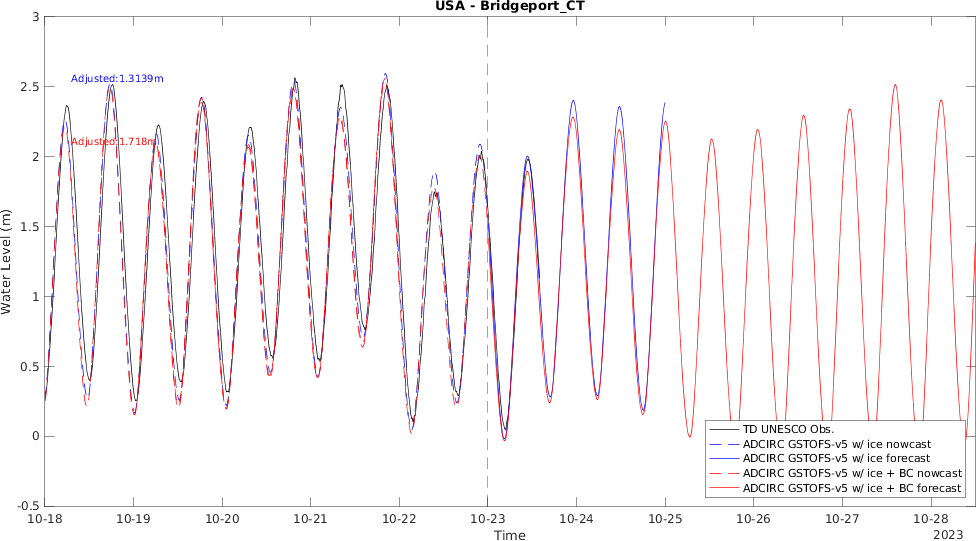 USA - Bridgeport_CT
3
2.5
2
1.5
1
0.5
0
-0.5
Water Level (m)
Adjusted:1.3139m
Adjusted:1.718m
TD UNESCO Obs.
ADCIRC GSTOFS-v5 w/ ice nowcast
ADCIRC GSTOFS-v5 w/ ice forecast
ADCIRC GSTOFS-v5 w/ ice + BC nowcast
ADCIRC GSTOFS-v5 w/ ice + BC forecast
10-18 10-19 10-20 10-21 10-22 10-23 10-24 10-25 10-26 10-27 10-28
Time
2023